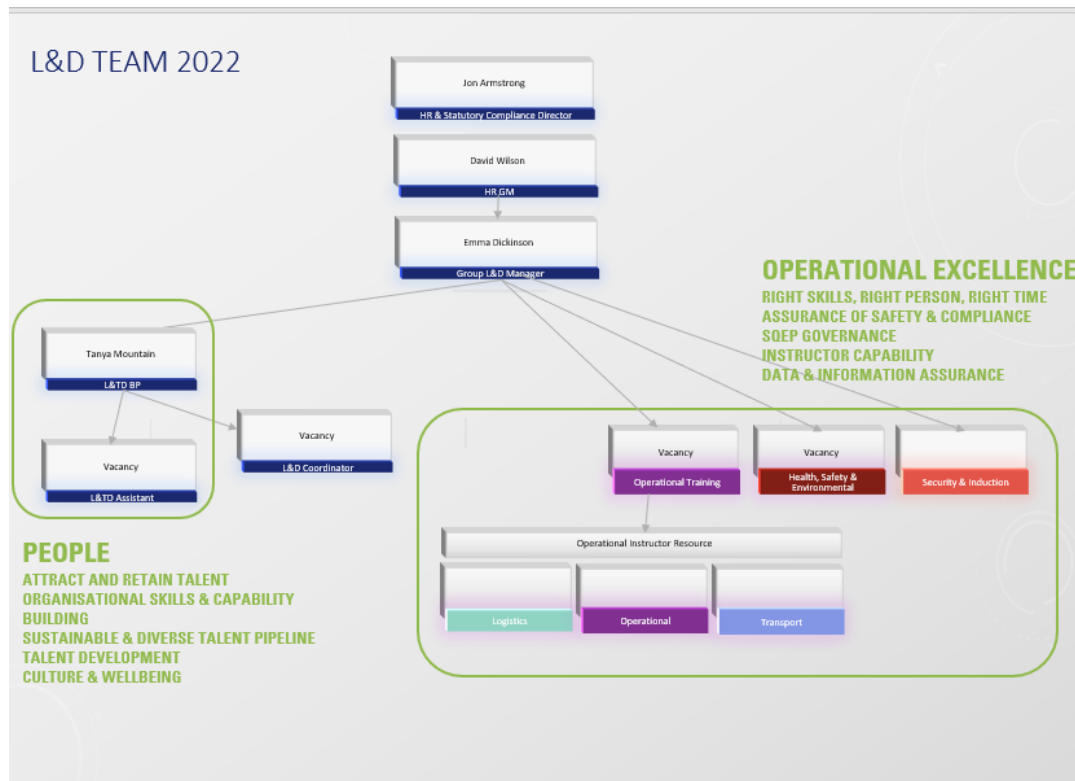 L&D TEAM 2022
Jon Armstrong
HR & Statutory Compliance Director
David Wilson
HR GM
Emma Dickinson
Group L&D Manager
OPERATIONAL EXCELLENCE
RIGHT SKILLS, RIGHT PERSON, RIGHT TIME
ASSURANCE OF SAFETY & COMPLIANCE
SQEP GOVERNANCE
INSTRUCTOR CAPABILITY
DATA & INFORMATION ASSURANCE
Tanya Mountain
L&TD BP
Vacancy
L&D Coordinator
Vacancy
L&TD Assistant
Vacancy
Operational Training
Vacancy
Health, Safety &
Environmental
Security & Induction
Operational Instructor Resource
Logistics
Operational
Transport
PEOPLE
ATTRACT AND RETAIN TALENT
ORGANISATIONAL SKILLS & CAPABILITY
BUILDING
SUSTAINABLE & DIVERSE TALENT PIPELINE
TALENT DEVELOPMENT
CULTURE & WELLBEING